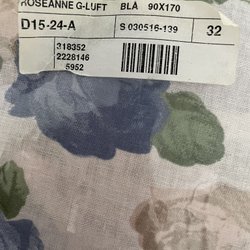 ROSEANNE G-LUFT BLÅ 90X170
D15-24-A S 030516-139 32
318352
2228146
5952